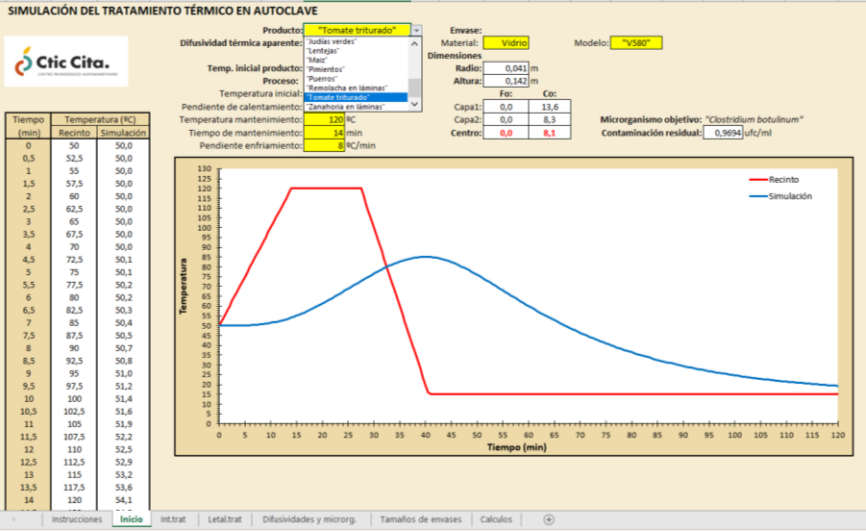 SIMULACIÓN DEL TRATAMIENTO TÉRMICO EN AUTOCLAVE
Ctic Cita.
Producto: "Tomate triturado"
Difusividad térmica aparente:
Temp. inicial producto:
Proceso:
Temperatura inicial:
Pendiente de calentamiento:
Temperatura mantenimiento: 120 ºC
Tiempo de mantenimiento: 14 min
Pendiente enfriamiento: 8 ºC/min
"Judías verdes"
"Lentejas"
"Maiz"
"Pimientos"
"Puerros"
"Remolacha en láminas"
"Tomate triturado"
"Zanahoria en láminas"
Envase:
Material: Vidrio Modelo: "V580"
Dimensiones
Radio: 0,041 m
Altura: 0,142 m
Fo: Co:
Capa1: 0,0 13,6
Capa2: 0,0 8,3
Centro: 0,0 8,1
Microrganismo objetivo: "Clostridium botulinum"
Contaminación residual: 0,9694 ufc/ml
Tiempo Temperatura (ºC)
(min) Recinto Simulación
0 50 50,0
0,5 52,5 50,0
1 55 50,0
1,5 57,5 50,0
2 60 50,0
2,5 62,5 50,0
3 65 50,0
3,5 67,5 50,0
4 70 50,0
4,5 72,5 50,1
5 75 50,1
5,5 77,5 50,2
6 80 50,2
6,5 82,5 50,3
7 85 50,4
7,5 87,5 50,5
8 90 50,7
8,5 92,5 50,8
9 95 51,0
9,5 97,5 51,2
10 100 51,4
10,5 102,5 51,6
11 105 51,9
11,5 107,5 52,2
12 110 52,5
12,5 112,5 52,9
13 115 53,2
13,5 117,5 53,6
14 120 54,1
Temperatura
130
125
120
115
110
105
100
95
90
85
80
75
70
65
60
55
50
45
40
35
30
25
20
15
10
5
0
0 5 10 15 20 25 30 35 40 45 50 55 60 65 70 75 80 85 90 95 100 105 110 115 120
Tiempo (min)
Recinto
Simulación
Instrucciones Inicio Int.trat Letal.trat Difusividades y microrg. Tamaños de envases Calculos